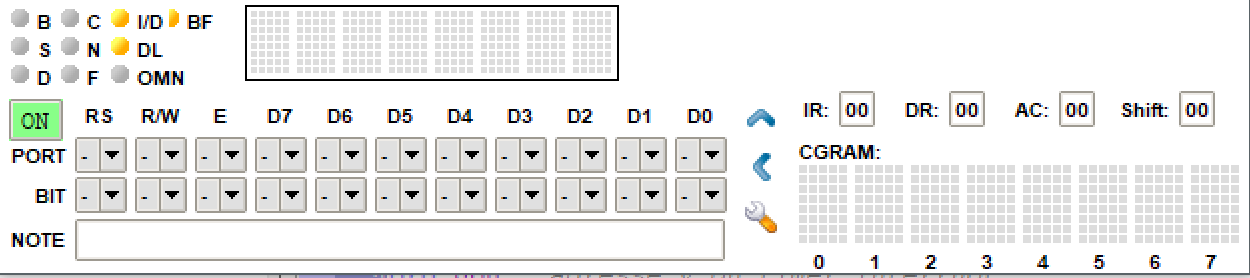 B C I/D BF
S N DL
D F OMN
ON RS R/W E D7 D6 D5 D4 D3 D2 D1 D0
PORT - - - - - - - - - - -
BIT - - - - - - - - - - -
NOTE
IR: 00 DR: 00 AC: 00 Shift: 00
CGRAM:
0 1 2 3 4 5 6 7